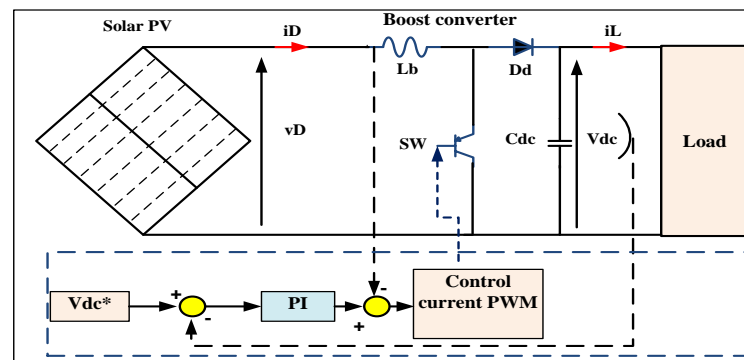 Solar PV
iD
Boost converter
iL
Lb
Dd
vD
SW
Cdc
Vdc
Load
Vdc*
+
-
PI
-
+
Control
current PWM